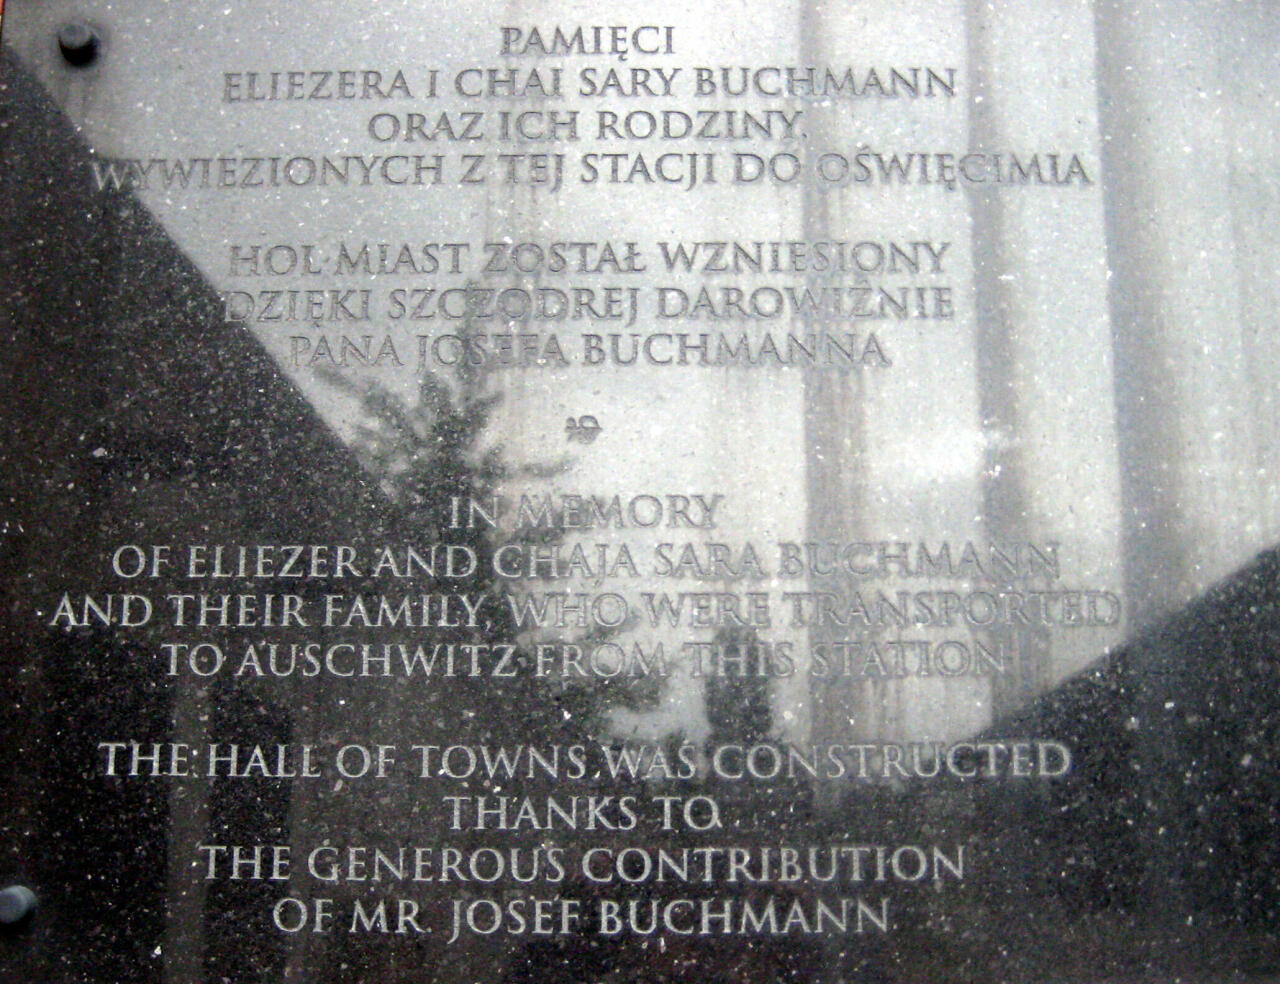 PAMIĘCI
ELIEZERA I CHAI SARY BUCHMANN
ORAZ ICH RODZINY
WYWIEZIONYCH Z TEJ STACJI DO OŚWIĘCIMIA
HOL MIAST ZOSTAŁ WZNIESIONY
DZIĘKI SZCZODREJ DAROWIŹNIE
PANA JOSEFA BUCHMANNA
IN MEMORY
OF ELIEZER AND CHAJA SARA BUCHMANN
AND THEIR FAMILY, WHO WERE TRANSPORTED
TO AUSCHWITZ FROM THIS STATION
THE HALL OF TOWNS WAS CONSTRUCTED
THANKS TO
THE GENEROUS CONTRIBUTION
OF MR. JOSEF BUCHMANN